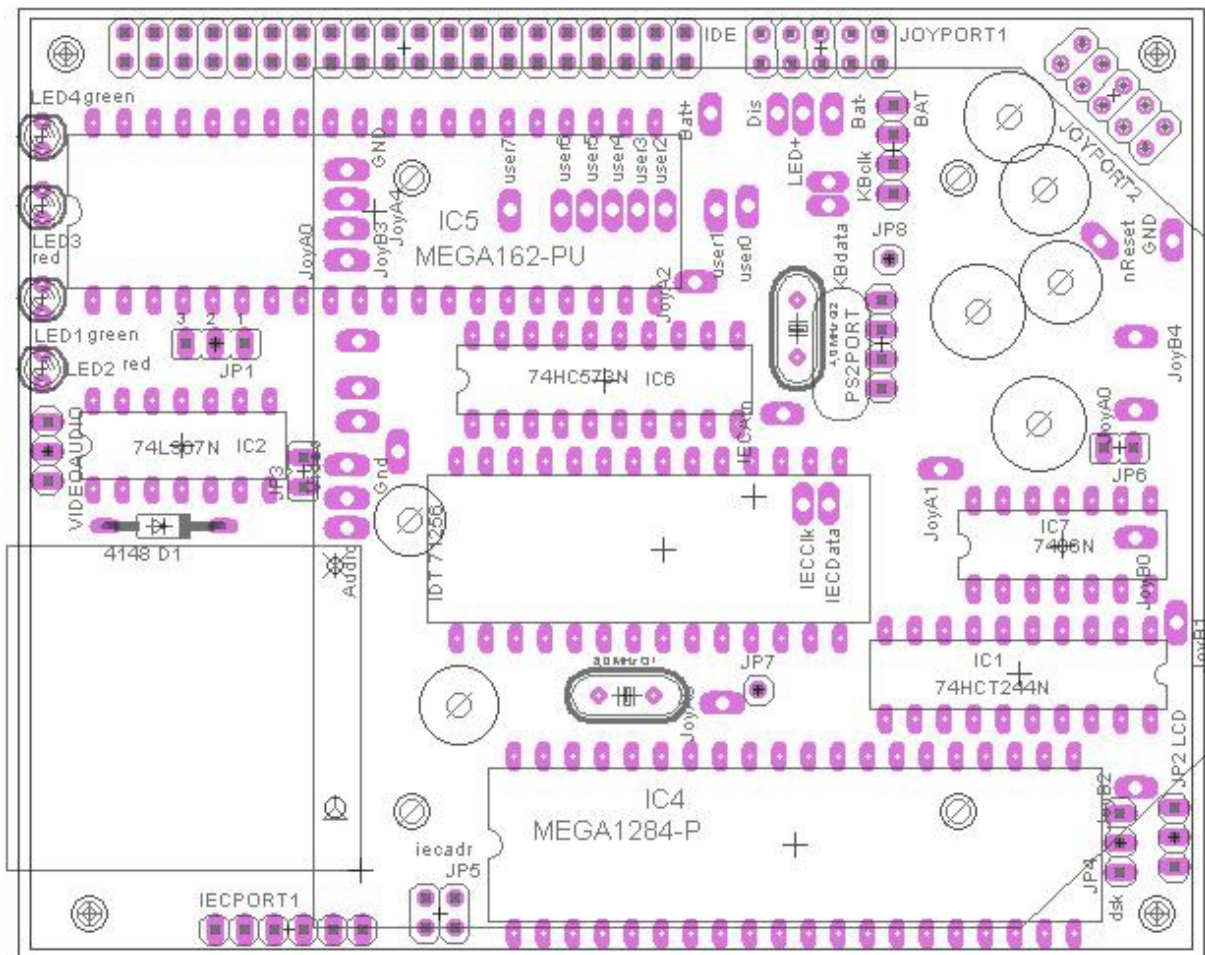 IDE
JOYPORT1
LED4 green
Bat+
Dis
LED+
Bat-
BAT
KBclk
JOYPORT2
GND
user7
user6
user5
user4
user3
user2
user1
user0
JoyA4
JoyB3
JoyA0
IC5
MEGA162-PU
LED3
red
JP8
KBdata
nReset
GND
JoyA2
LED1 green
LED2 red
3 2 1
JP1
74HC573N
IC6
PS2PORT
JoyB4
JoyA0
JP6
IECAtn
VIDEO
AUDIO
IC2
JP3
Gnd
4148 D1
Audio
IDT 71256
IECClk
IECData
JoyA1
IC7
7406N
JoyB0
JoyB1
IC1
74HCT244N
JP7
IC4
MEGA1284-P
JP2 LCD
JP4
dsk
iecadr
JP5
IECPORT1